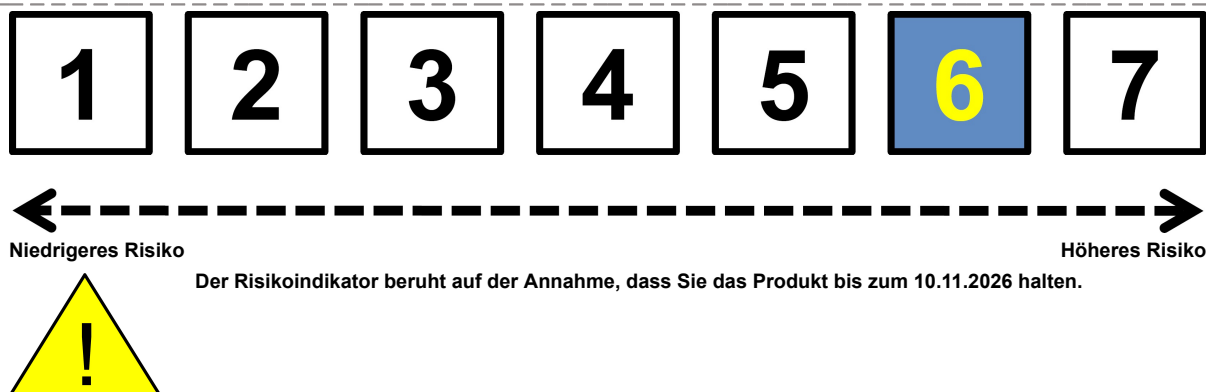 1 2 3 4 5 6 7
Niedrigeres Risiko Höheres Risiko
Der Risikoindikator beruht auf der Annahme, dass Sie das Produkt bis zum 10.11.2026 halten.
!